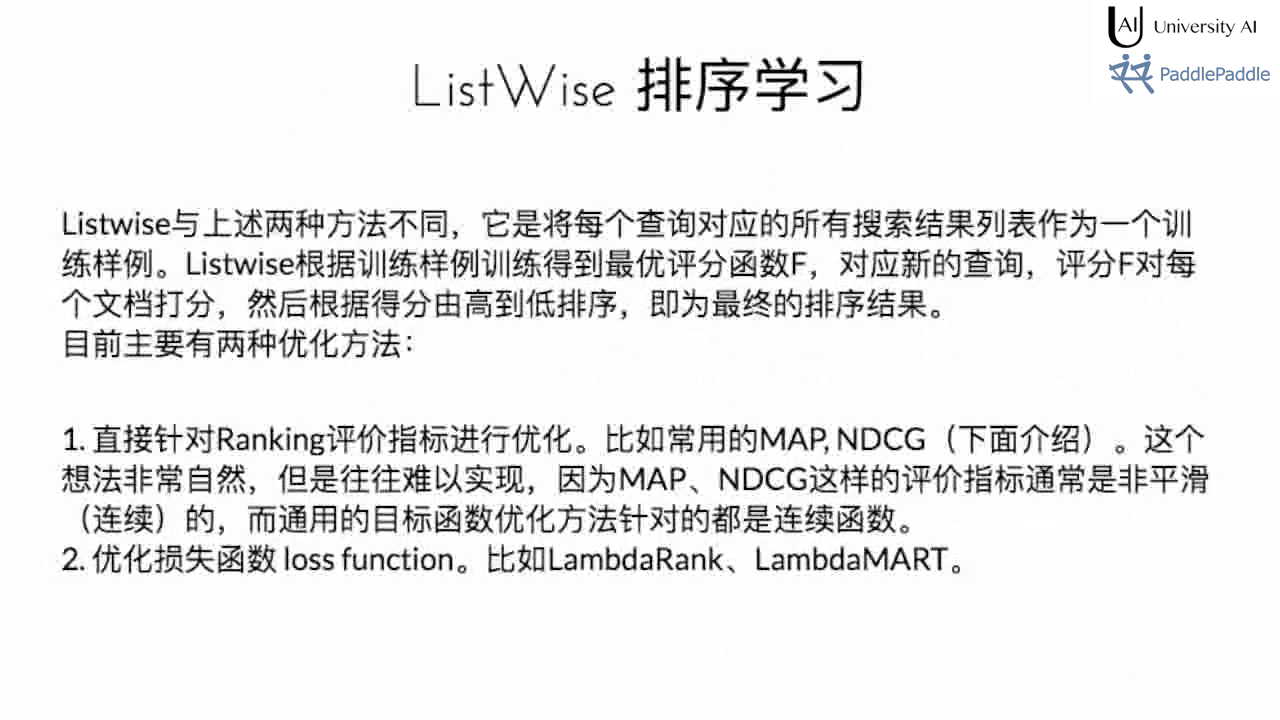 UAI University AI
PaddlePaddle
ListWise 排序学习
Listwise与上述两种方法不同，它是将每个查询对应的所有搜索结果列表作为一个训
练样例。Listwise根据训练样例训练得到最优评分函数F，对应新的查询，评分F对每
个文档打分，然后根据得分由高到低排序，即为最终的排序结果。
目前主要有两种优化方法：
1. 直接针对Ranking评价指标进行优化。比如常用的MAP, NDCG（下面介绍）。这个
想法非常自然，但是往往难以实现，因为MAP、NDCG这样的评价指标通常是非平滑
（连续）的，而通用的目标函数优化方法针对的都是连续函数。
2. 优化损失函数 loss function。比如LambdaRank、LambdaMART。